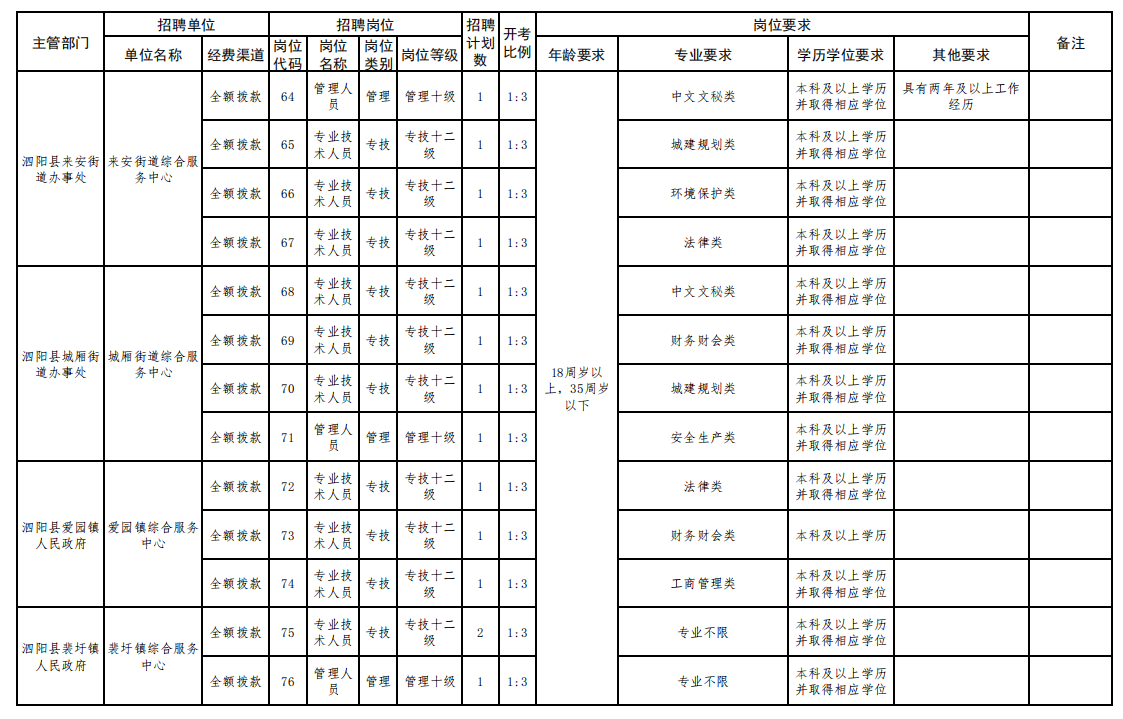 主管部门
招聘单位
招聘岗位
招聘
计划
数
开考
比例
岗位要求
备注
单位名称
经费渠道
岗位
代码
岗位
名称
岗位
类别
岗位等级
年龄要求
专业要求
学历学位要求
其他要求
泗阳县来安街
道办事处
来安街道综合服
务中心
全额拨款
64
管理人
员
管理
管理十级
1
1:3
18周岁以
上，35周岁
以下
中文文秘类
本科及以上学历
并取得相应学位
具有两年及以上工作
经历
全额拨款
65
专业技
术人员
专技
专技十二
级
1
1:3
城建规划类
本科及以上学历
并取得相应学位
全额拨款
66
专业技
术人员
专技
专技十二
级
1
1:3
环境保护类
本科及以上学历
并取得相应学位
全额拨款
67
专业技
术人员
专技
专技十二
级
1
1:3
法律类
本科及以上学历
并取得相应学位
泗阳县城厢街
道办事处
城厢街道综合服
务中心
全额拨款
68
专业技
术人员
专技
专技十二
级
1
1:3
中文文秘类
本科及以上学历
并取得相应学位
全额拨款
69
专业技
术人员
专技
专技十二
级
1
1:3
财务财会类
本科及以上学历
并取得相应学位
全额拨款
70
专业技
术人员
专技
专技十二
级
1
1:3
城建规划类
本科及以上学历
并取得相应学位
全额拨款
71
管理人
员
管理
管理十级
1
1:3
安全生产类
本科及以上学历
并取得相应学位
泗阳县爱园镇
人民政府
爱园镇综合服务
中心
全额拨款
72
专业技
术人员
专技
专技十二
级
1
1:3
法律类
本科及以上学历
并取得相应学位
全额拨款
73
专业技
术人员
专技
专技十二
级
1
1:3
财务财会类
本科及以上学历
全额拨款
74
专业技
术人员
专技
专技十二
级
1
1:3
工商管理类
本科及以上学历
并取得相应学位
泗阳县裴圩镇
人民政府
裴圩镇综合服务
中心
全额拨款
75
专业技
术人员
专技
专技十二
级
2
1:3
专业不限
本科及以上学历
并取得相应学位
全额拨款
76
管理人
员
管理
管理十级
1
1:3
专业不限
本科及以上学历
并取得相应学位